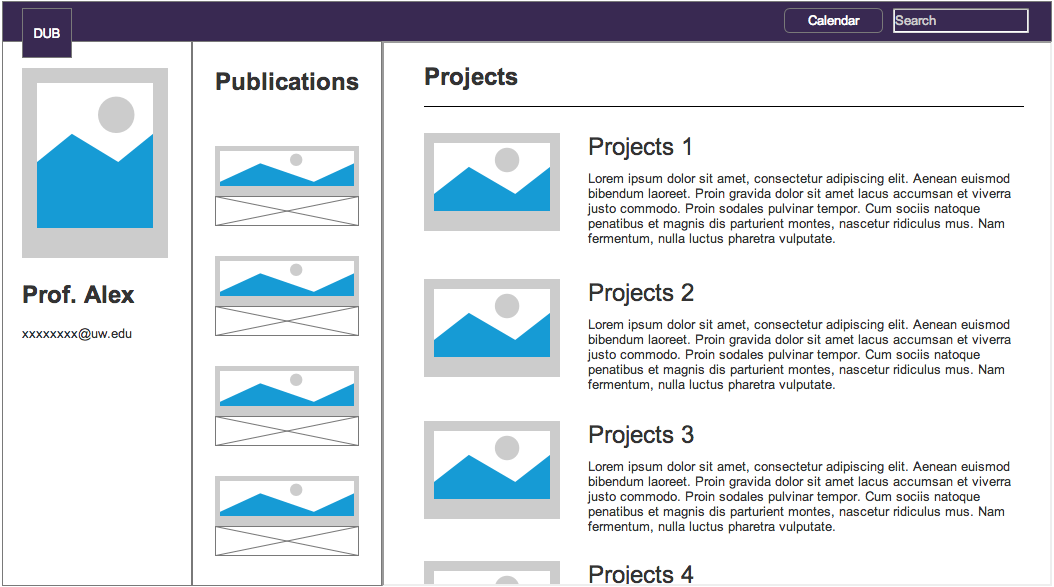 DUB
Calendar
Search
Prof. Alex
xxxxxxxx@uw.edu
Publications
Projects
Projects 1
Lorem ipsum dolor sit amet, consectetur adipiscing elit. Aenean euismod
bibendum laoreet. Proin gravida dolor sit amet lacus accumsan et viverra
justo commodo. Proin sodales pulvinar tempor. Cum sociis natoque
penatibus et magnis dis parturient montes, nascetur ridiculus mus. Nam
fermentum, nulla luctus pharetra vulputate.
Projects 2
Lorem ipsum dolor sit amet, consectetur adipiscing elit. Aenean euismod
bibendum laoreet. Proin gravida dolor sit amet lacus accumsan et viverra
justo commodo. Proin sodales pulvinar tempor. Cum sociis natoque
penatibus et magnis dis parturient montes, nascetur ridiculus mus. Nam
fermentum, nulla luctus pharetra vulputate.
Projects 3
Lorem ipsum dolor sit amet, consectetur adipiscing elit. Aenean euismod
bibendum laoreet. Proin gravida dolor sit amet lacus accumsan et viverra
justo commodo. Proin sodales pulvinar tempor. Cum sociis natoque
penatibus et magnis dis parturient montes, nascetur ridiculus mus. Nam
fermentum, nulla luctus pharetra vulputate.
Projects 4